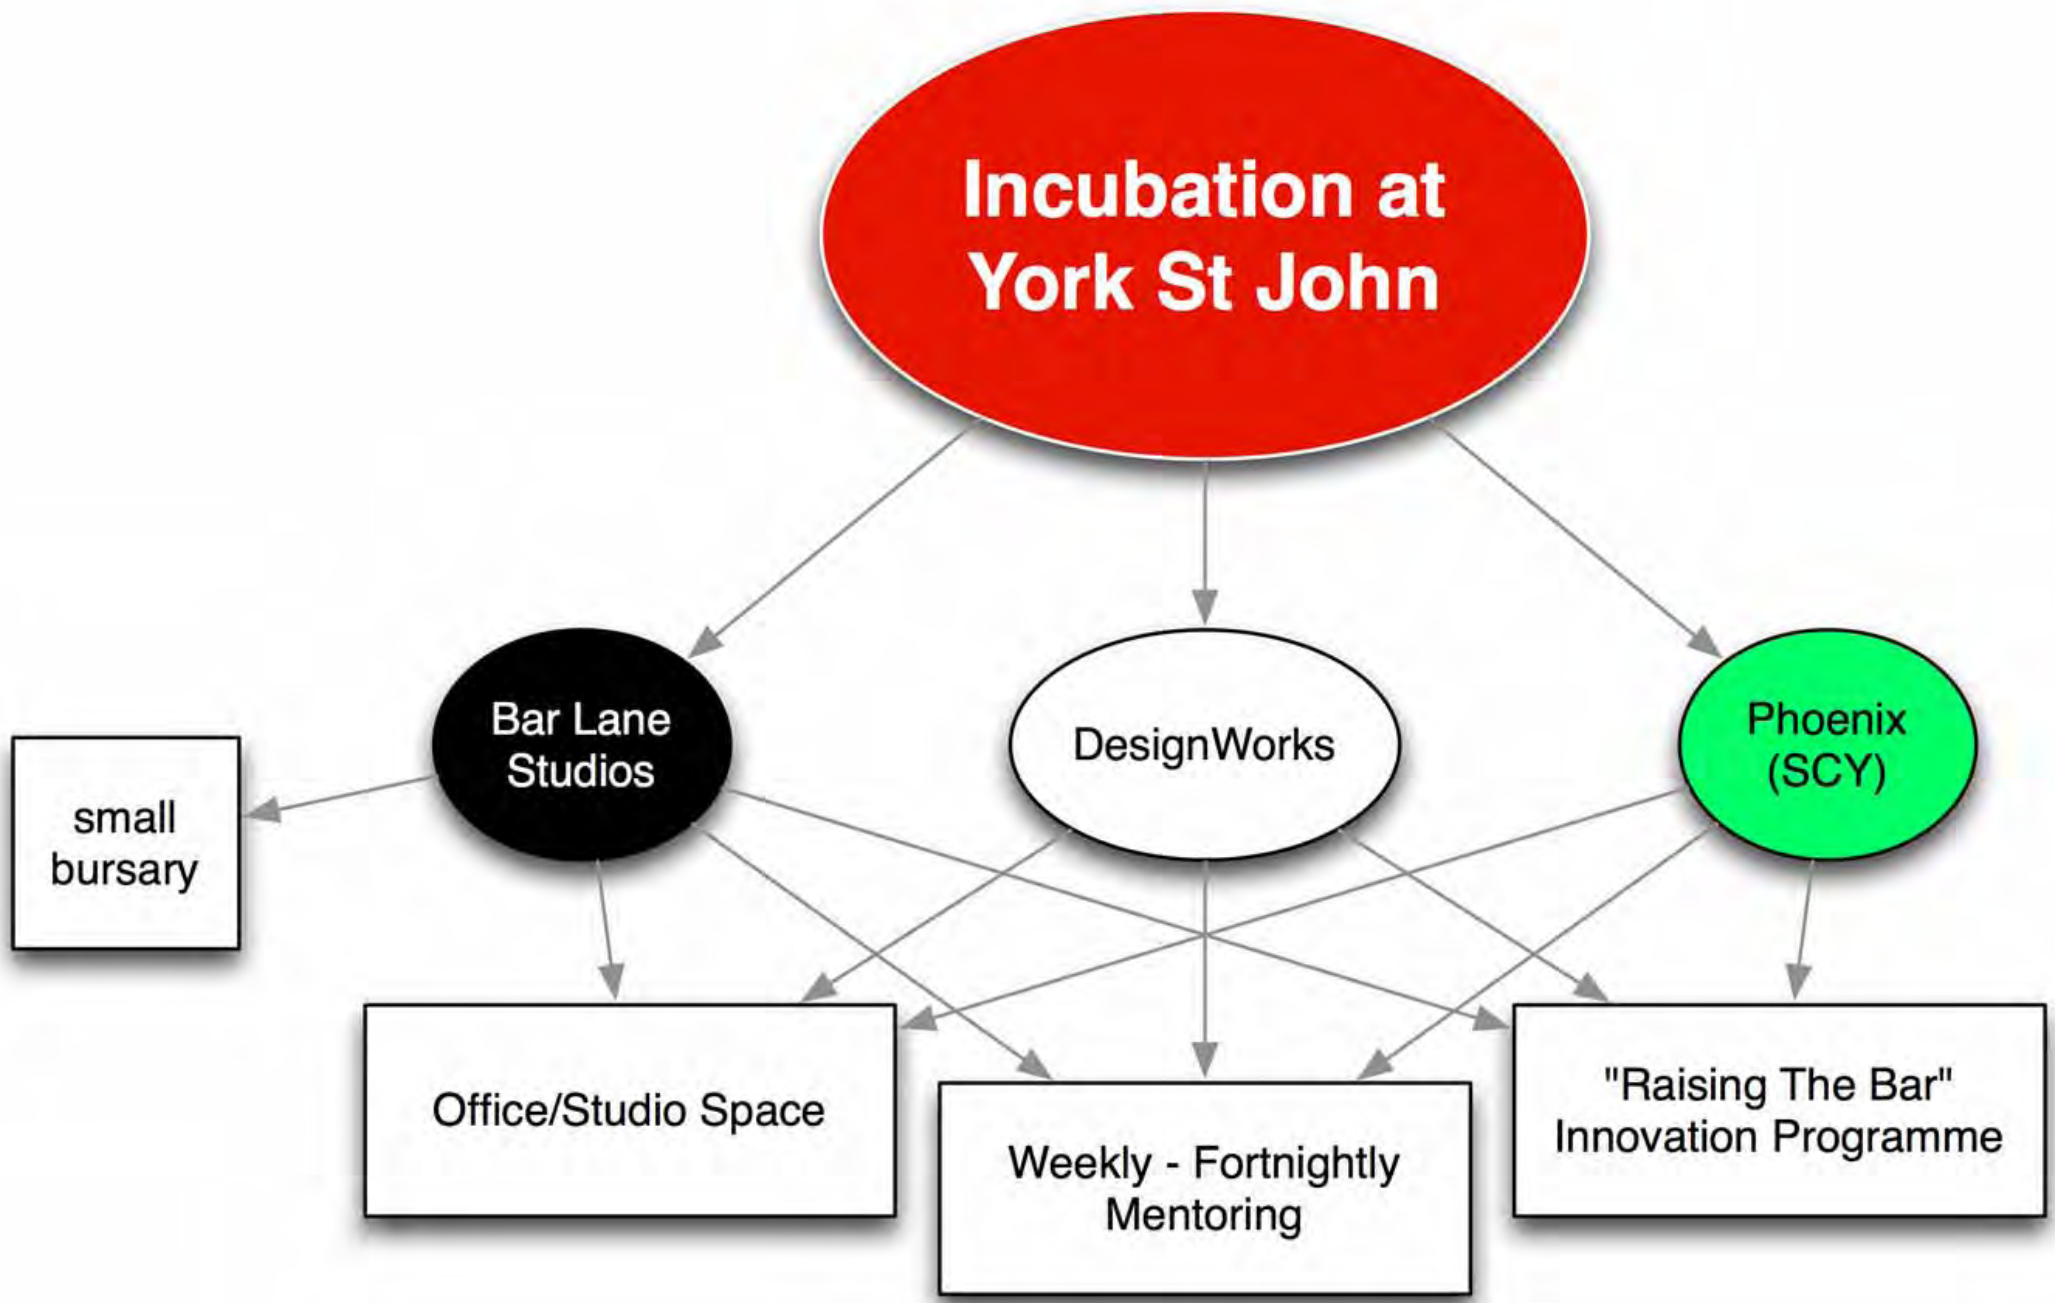 Incubation at
York St John
Bar Lane
Studios
DesignWorks
Phoenix
(SCY)
small
bursary
Office/Studio Space
Weekly - Fortnightly
Mentoring
"Raising The Bar"
Innovation Programme